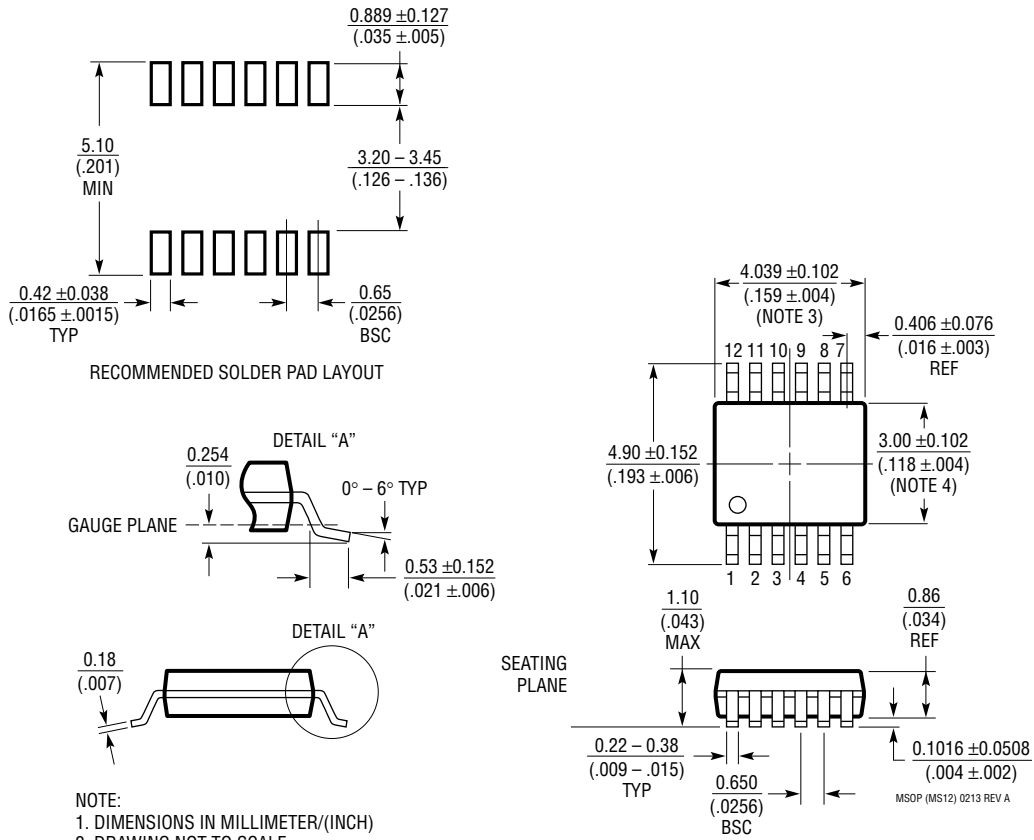 0.889 ±0.127
(.035 ±.005)
5.10
(.201)
MIN
3.20 – 3.45
(.126 – .136)
0.42 ±0.038
(.0165 ±.0015)
TYP
0.65
(.0256)
BSC
RECOMMENDED SOLDER PAD LAYOUT
4.039 ±0.102
(.159 ±.004)
(NOTE 3)
0.406 ±0.076
(.016 ±.003)
REF
12 11 10 9 8 7
4.90 ±0.152
(.193 ±.006)
3.00 ±0.102
(.118 ±.004)
(NOTE 4)
1 2 3 4 5 6
DETAIL “A”
0.254
(.010)
0° – 6° TYP
GAUGE PLANE
0.53 ±0.152
(.021 ±.006)
DETAIL “A”
0.18
(.007)
1.10
(.043)
MAX
0.86
(.034)
REF
SEATING
PLANE
0.22 – 0.38
(.009 – .015)
TYP
0.650
(.0256)
BSC
0.1016 ±0.0508
(.004 ±.002)
MSOP (MS12) 0213 REV A
NOTE:
1. DIMENSIONS IN MILLIMETER/(INCH)
2. DRAWING NOT TO SCALE